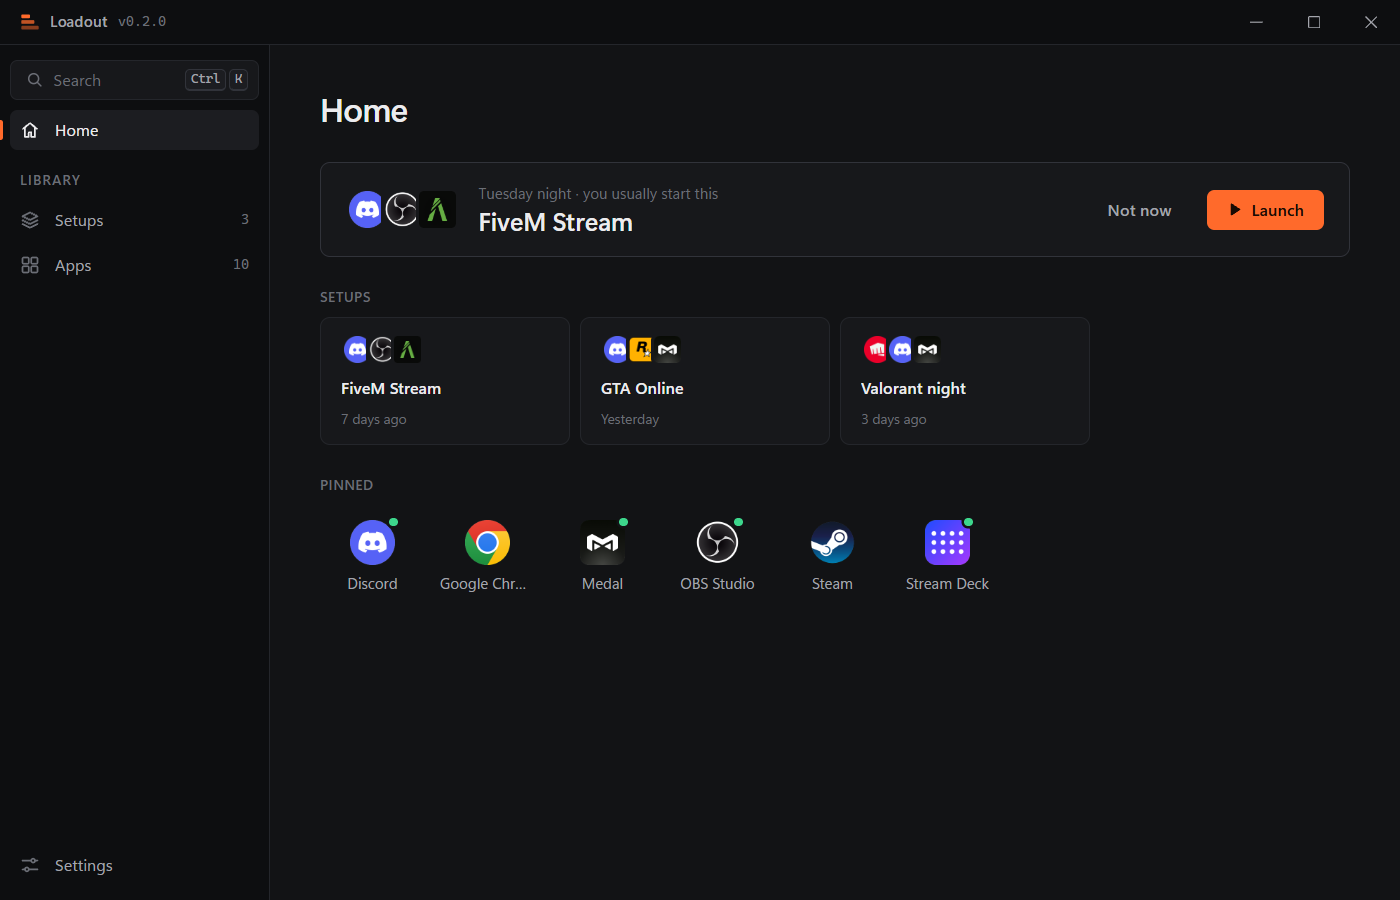 Loadout v0.2.0
Search Ctrl K
Home
LIBRARY
Setups 3
Apps 10
Settings
Home
Tuesday night · you usually start this
FiveM Stream
Not now
Launch
SETUPS
FiveM Stream
7 days ago
GTA Online
Yesterday
Valorant night
3 days ago
PINNED
Discord
Google Chr...
Medal
OBS Studio
Steam
Stream Deck